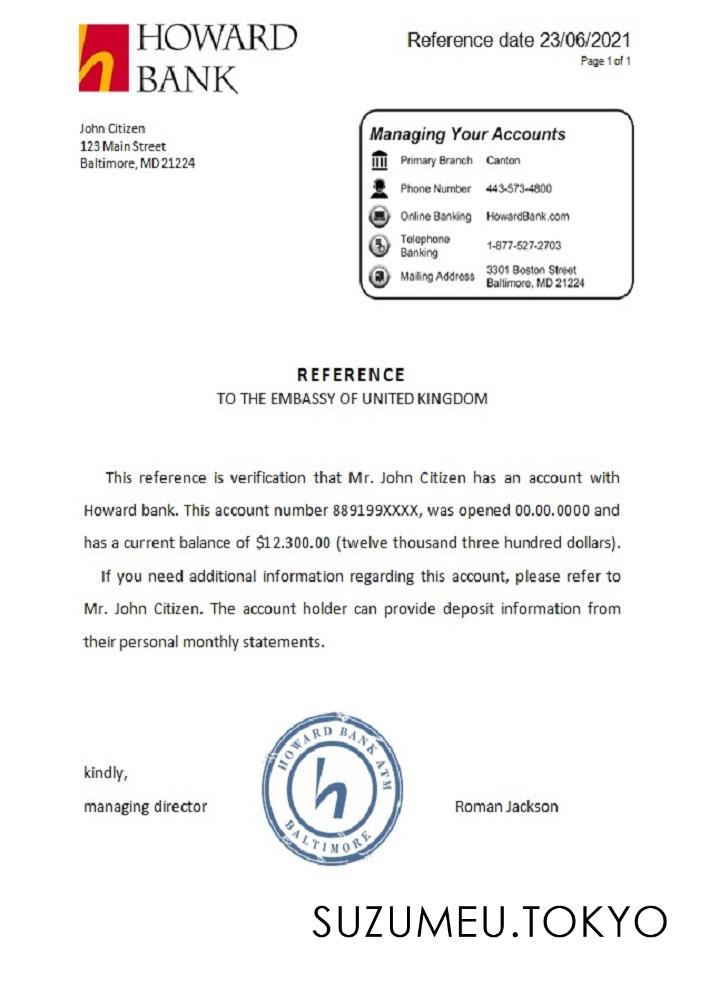 HOWARD
BANK
Reference date 23/06/2021
Page 1 of 1
John Citizen
123 Main Street
Baltimore, MD 21224
Managing Your Accounts
Primary Branch Canton
Phone Number 443-573-4800
Online Banking HowardBank.com
Telephone
Banking 1-877-527-2703
Mailing Address 3301 Boston Street
Baltimore, MD 21224
REFERENCE
TO THE EMBASSY OF UNITED KINGDOM
This reference is verification that Mr. John Citizen has an account with
Howard bank. This account number 889199XXXX, was opened 00.00.0000 and
has a current balance of $12.300.00 (twelve thousand three hundred dollars).
If you need additional information regarding this account, please refer to
Mr. John Citizen. The account holder can provide deposit information from
their personal monthly statements.
HOWARD BANK ATM
h
BALTIMORE
kindly,
managing director
Roman Jackson
SUZUMEU.TOKYO